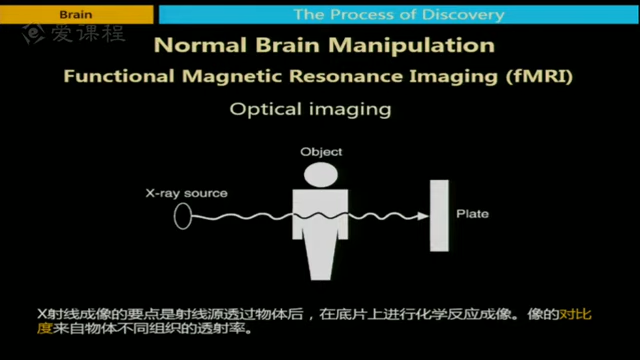 Brain
The Process of Discovery
爱课程
Normal Brain Manipulation
Functional Magnetic Resonance Imaging (fMRI)
Optical imaging
Object
X-ray source
Plate
X射线成像的要点是射线源透过物体后，在底片上进行化学反应成像。像的对比
度来自物体不同组织的透射率。